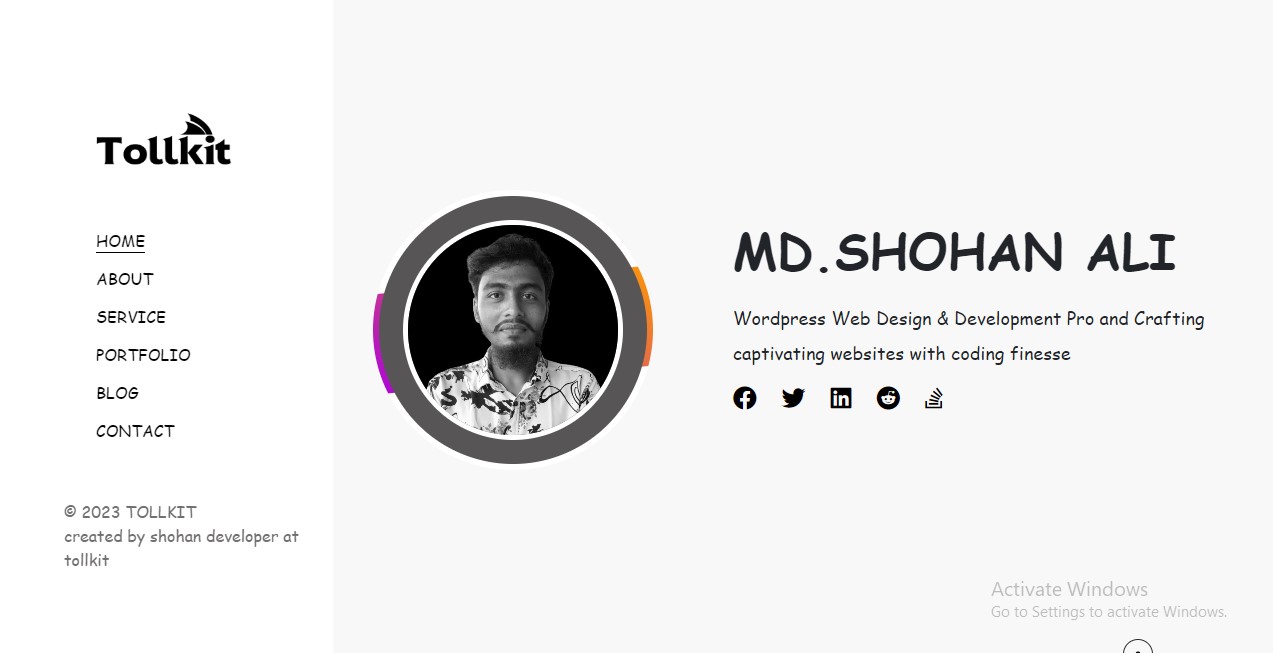 Tollkit
HOME
ABOUT
SERVICE
PORTFOLIO
BLOG
CONTACT
© 2023 TOLLKIT
created by shohan developer at
tollkit
MD.SHOHAN ALI
Wordpress Web Design & Development Pro and Crafting
captivating websites with coding finesse
Activate Windows
Go to Settings to activate Windows.